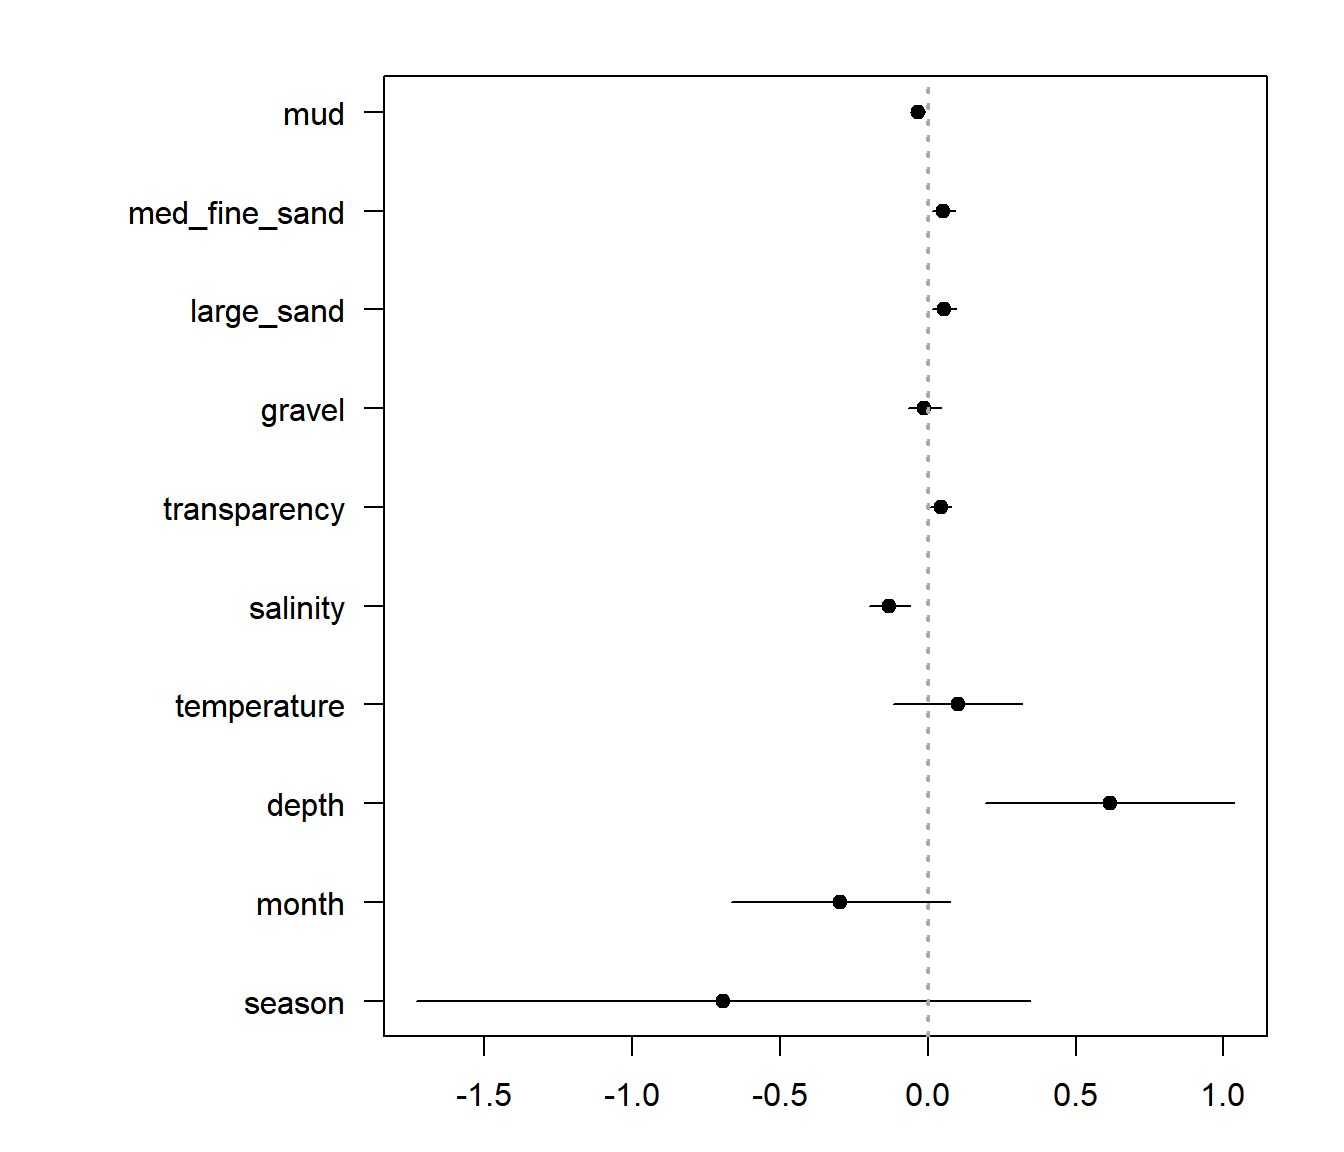 mud
med_fine_sand
large_sand
gravel
transparency
salinity
temperature
depth
month
season
-1.5 -1.0 -0.5 0.0 0.5 1.0